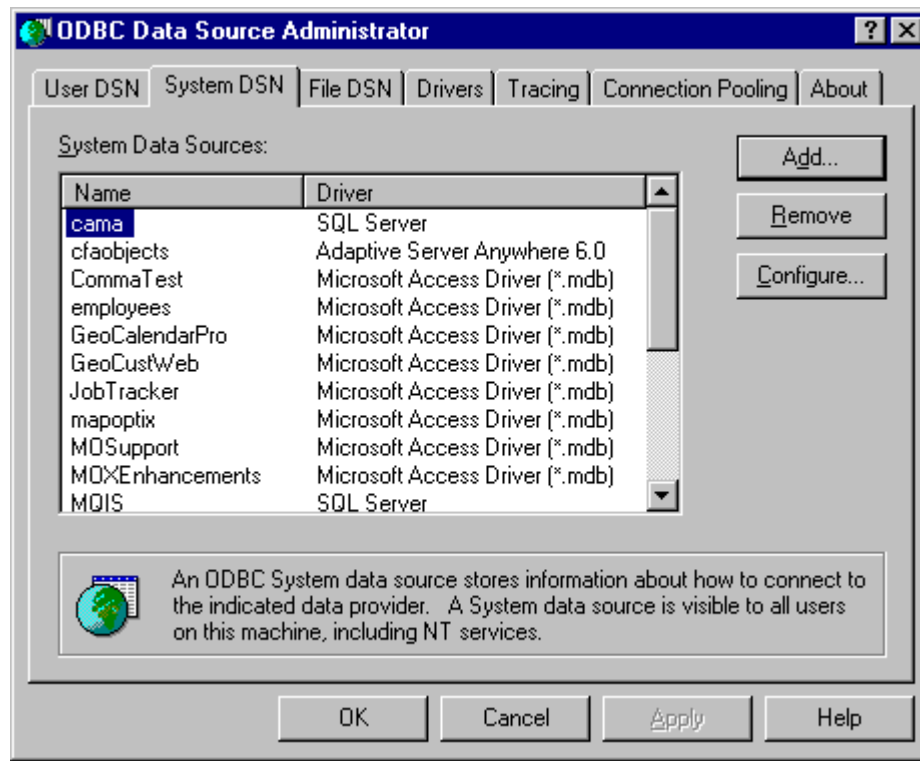 ODBC Data Source Administrator
User DSN System DSN File DSN Drivers Tracing Connection Pooling About
System Data Sources:
Name Driver
cama SQL Server
cfaobjects Adaptive Server Anywhere 6.0
CommaTest Microsoft Access Driver (*.mdb)
employees Microsoft Access Driver (*.mdb)
GeoCalendarPro Microsoft Access Driver (*.mdb)
GeoCustWeb Microsoft Access Driver (*.mdb)
JobTracker Microsoft Access Driver (*.mdb)
mapoptix Microsoft Access Driver (*.mdb)
MOSupport Microsoft Access Driver (*.mdb)
MOXEnhancements Microsoft Access Driver (*.mdb)
MQIS SQL Server
Add...
Remove
Configure...
An ODBC System data source stores information about how to connect to
the indicated data provider. A System data source is visible to all users
on this machine, including NT services.
OK Cancel Apply Help